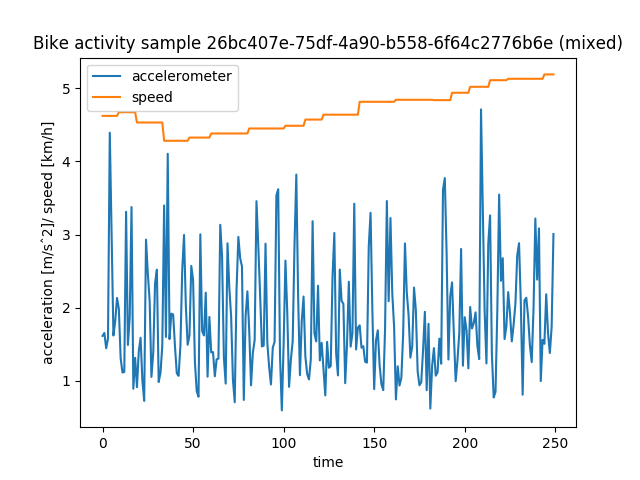 Bike activity sample 26bc407e-75df-4a90-b558-6f64c2776b6e (mixed)
accelerometer
speed
acceleration [m/s^2]/ speed [km/h]
5
4
3
2
1
0
50
100
150
200
250
time